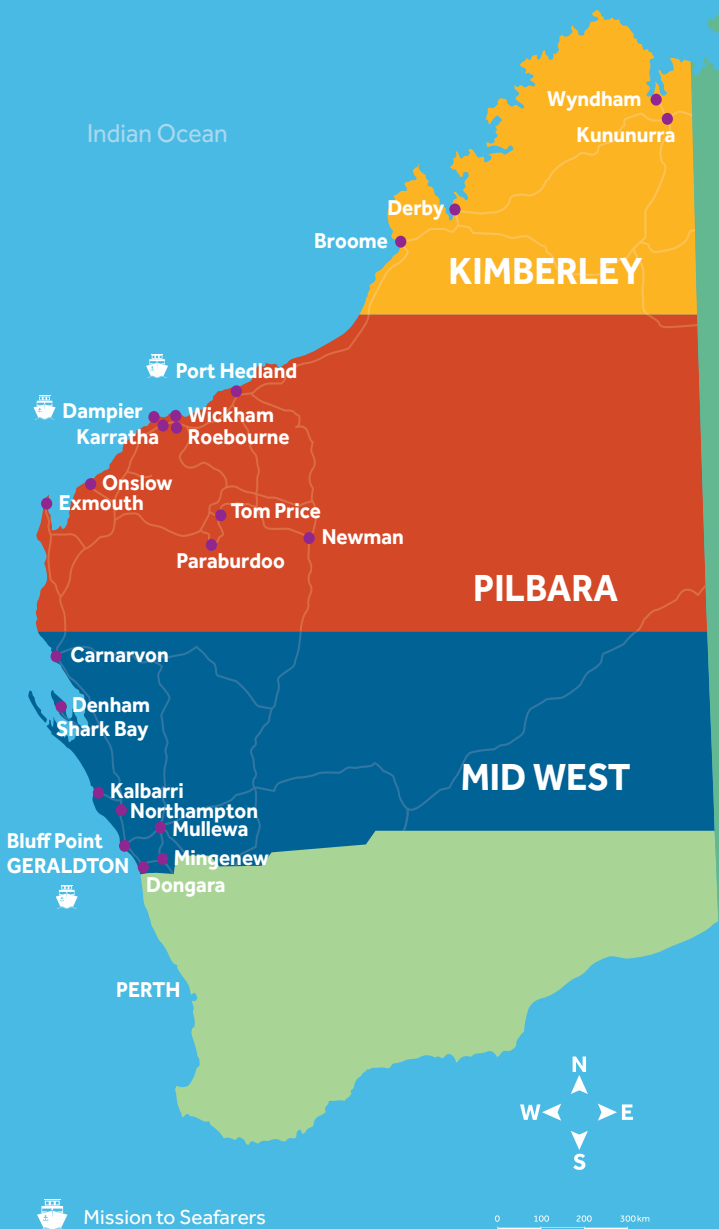 Wyndham
Indian Ocean
Kununurra
Derby
Broome
KIMBERLEY
Port Hedland
Dampier
Wickham
Karratha
Roebourne
Onslow
Exmouth
Tom Price
Newman
Paraburdoo
PILBARA
Carnarvon
Denham
Shark Bay
MID WEST
Kalbarri
Northampton
Mullewa
Bluff Point
GERALDTON
Mingenew
Dongara
PERTH
N
W E
S
Mission to Seafarers
0 100 200 300km